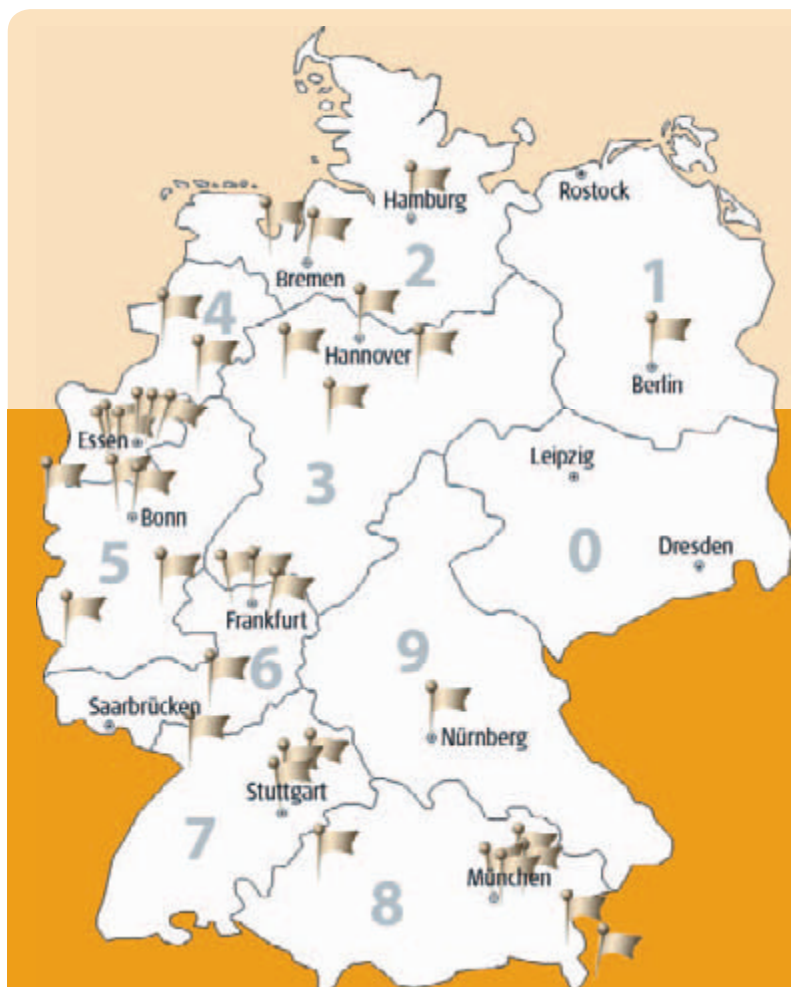 Hamburg
Rostock
2
Bremen
1
4
Hannover
Berlin
Essen
Leipzig
3
Bonn
0
5
Dresden
Frankfurt
9
6
Saarbrücken
Nürnberg
Stuttgart
7
München
8